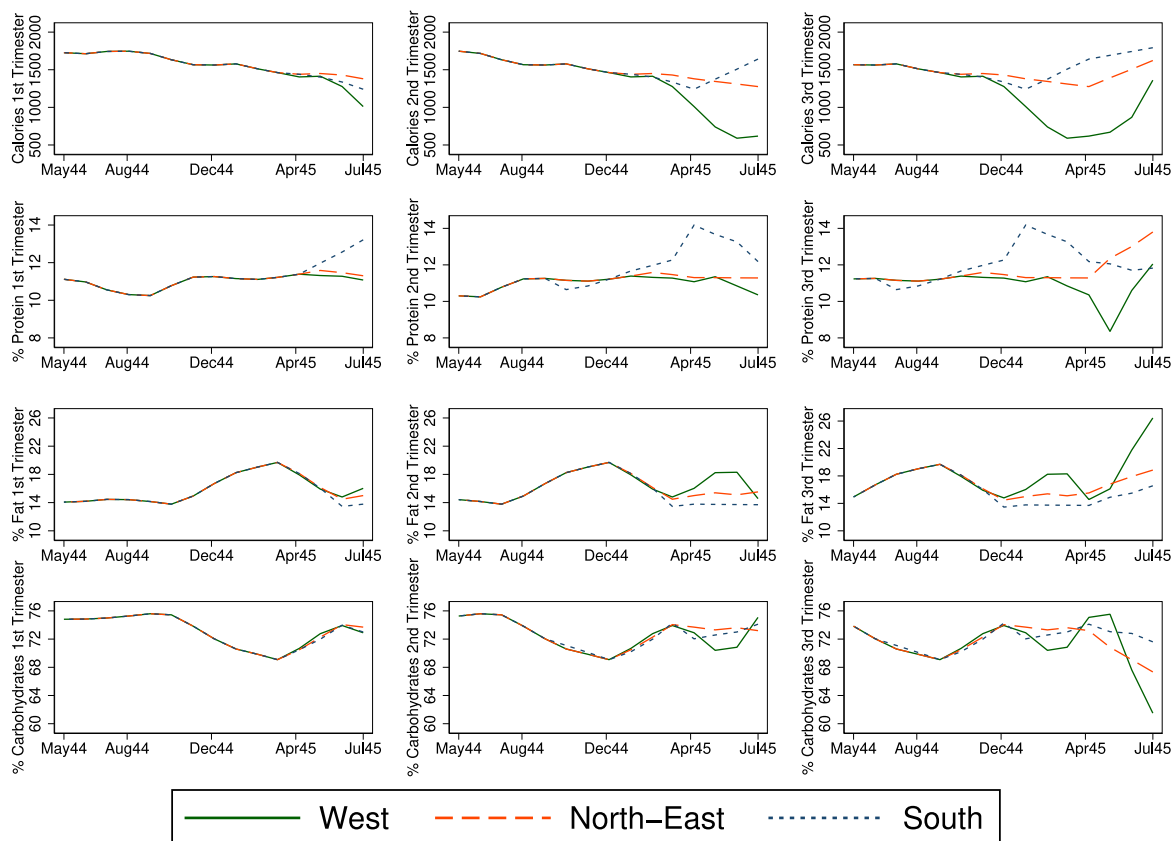 Calories 1st Trimester
500 1000 1500 2000
May44 Aug44 Dec44 Apr45 Jul45
Calories 2nd Trimester
500 1000 1500 2000
May44 Aug44 Dec44 Apr45 Jul45
Calories 3rd Trimester
500 1000 1500 2000
May44 Aug44 Dec44 Apr45 Jul45
% Protein 1st Trimester
8 10 12 14
May44 Aug44 Dec44 Apr45 Jul45
% Protein 2nd Trimester
8 10 12 14
May44 Aug44 Dec44 Apr45 Jul45
% Protein 3rd Trimester
8 10 12 14
May44 Aug44 Dec44 Apr45 Jul45
% Fat 1st Trimester
10 14 18 22 26
May44 Aug44 Dec44 Apr45 Jul45
% Fat 2nd Trimester
10 14 18 22 26
May44 Aug44 Dec44 Apr45 Jul45
% Fat 3rd Trimester
10 14 18 22 26
May44 Aug44 Dec44 Apr45 Jul45
% Carbohydrates 1st Trimester
60 64 68 72 76
May44 Aug44 Dec44 Apr45 Jul45
% Carbohydrates 2nd Trimester
60 64 68 72 76
May44 Aug44 Dec44 Apr45 Jul45
% Carbohydrates 3rd Trimester
60 64 68 72 76
May44 Aug44 Dec44 Apr45 Jul45
West North−East South